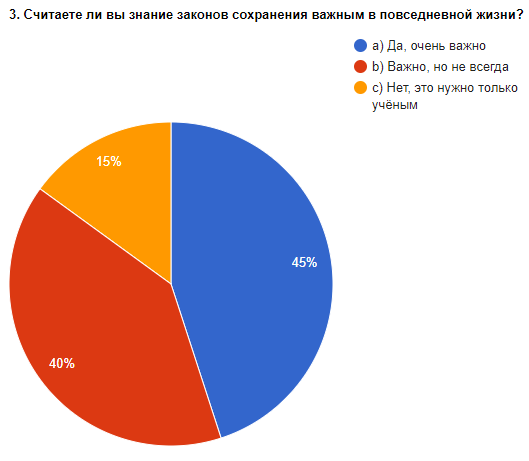 3. Считаете ли вы знание законов сохранения важным в повседневной жизни?
a) Да, очень важно
b) Важно, но не всегда
c) Нет, это нужно только
учёным
15%
45%
40%